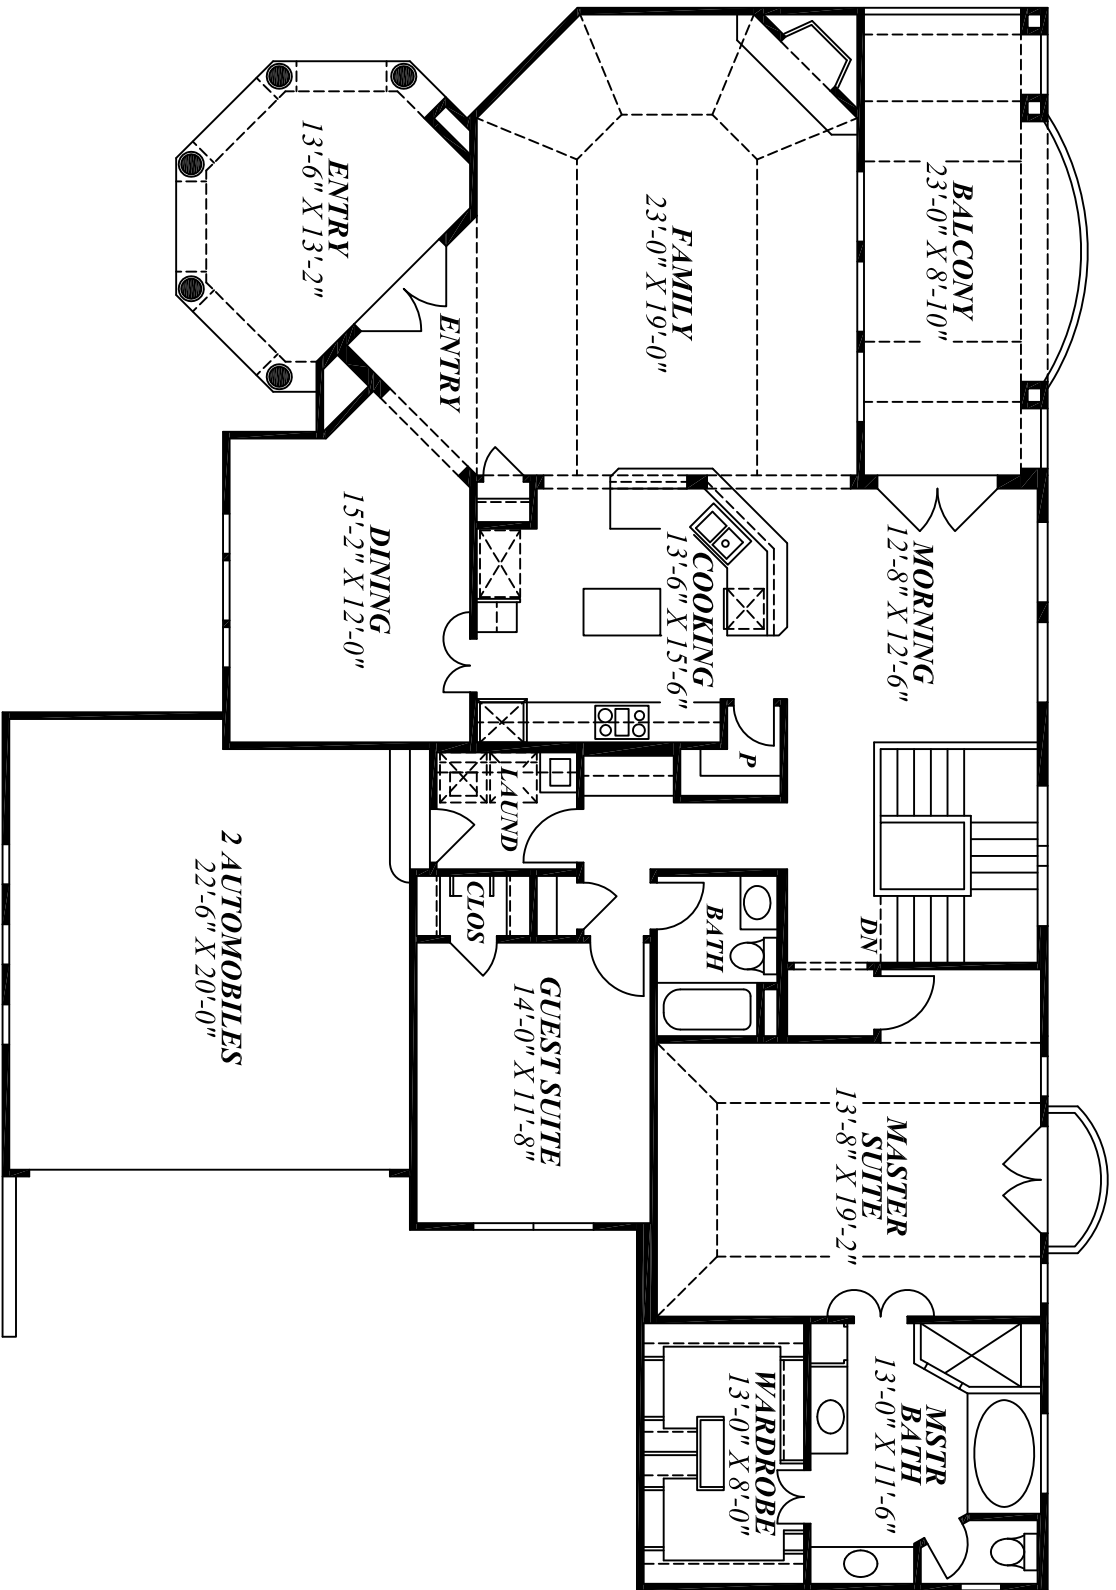 BALCONY
23'-0" X 8'-10"
MORNING
12'-8" X 12'-6"
DN
MASTER
SUITE
13'-8" X 19'-2"
MSTR
BATH
13'-0" X 11'-6"
FAMILY
23'-0" X 19'-0"
COOKING
13'-6" X 15'-6"
P
BATH
WARDROBE
13'-0" X 8'-0"
ENTRY
13'-6" X 13'-2"
ENTRY
DINING
15'-2" X 12'-0"
LAUND
CLOS
GUEST SUITE
14'-0" X 11'-8"
2 AUTOMOBILES
22'-6" X 20'-0"